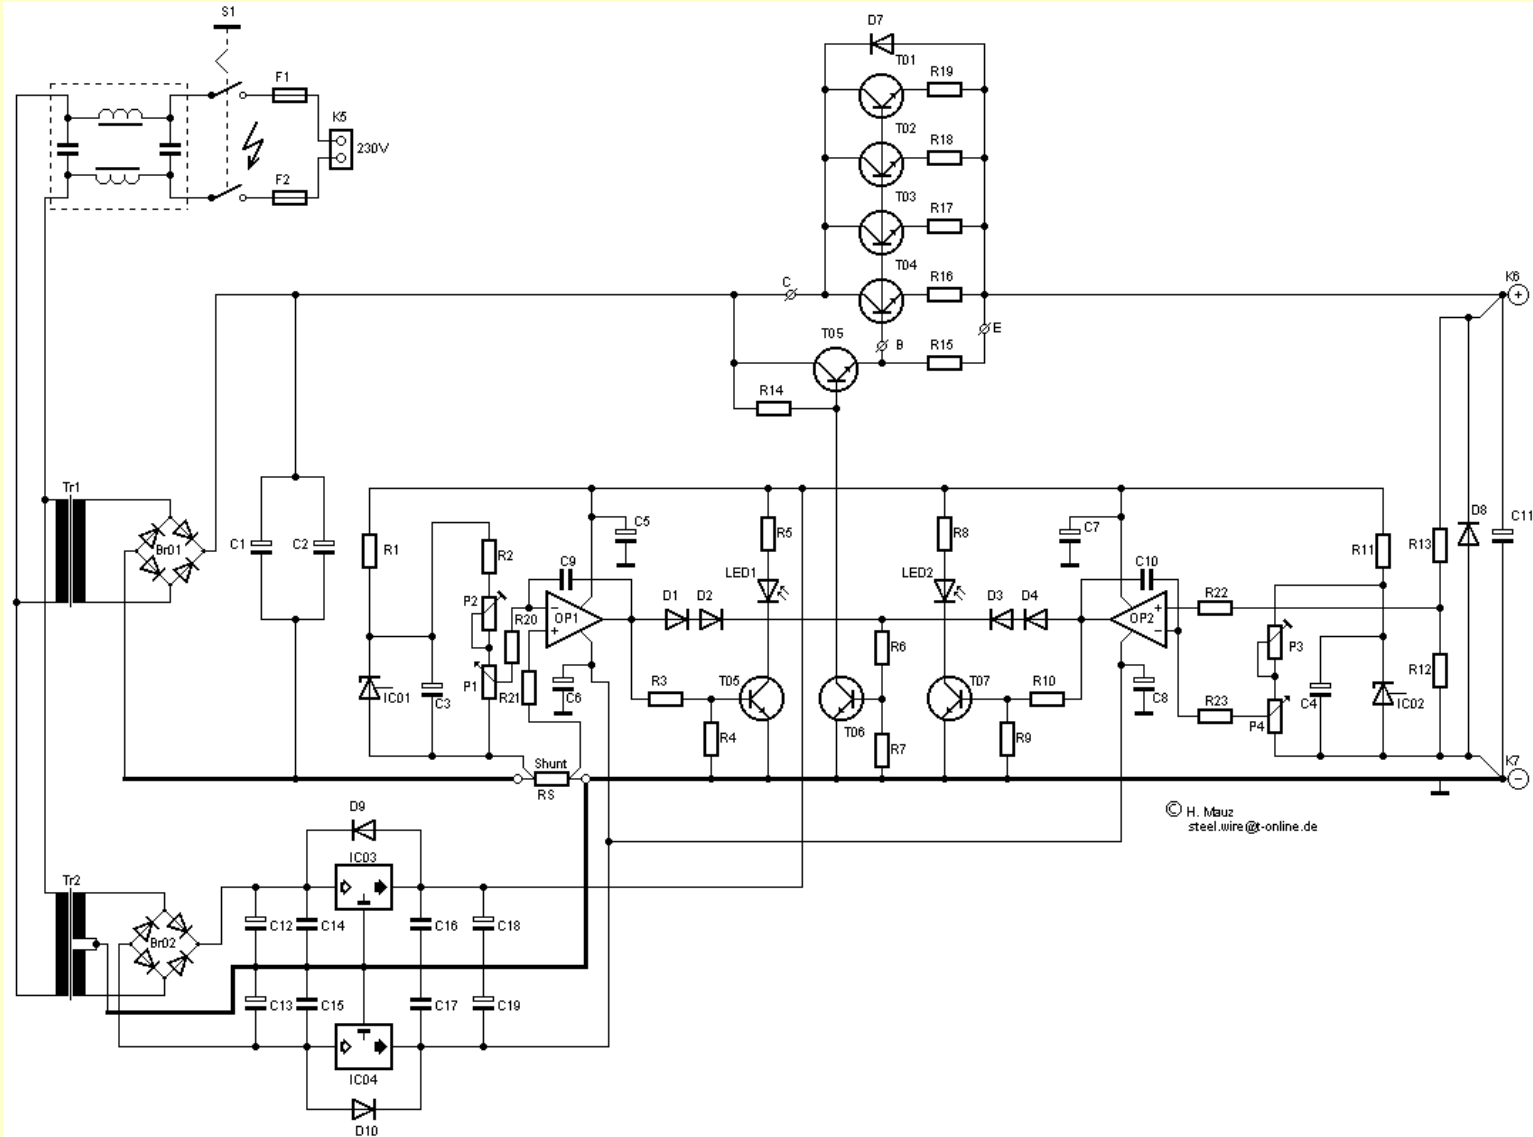 S1
F1
K5
230V
F2
D7
T01
R19
T02
R18
T03
R17
T04
R16
C
B
E
T05
R15
R14
K6
+
Tr1
Br01
C1
C2
R1
IC01
C3
R2
P2
P1
R20
R21
C9
OP1
−
+
C5
C6
D1
D2
R3
R4
R5
LED1
T05
T06
R6
R7
R8
LED2
T07
D3
D4
R10
R9
C7
C10
OP2
+
−
C8
R22
R23
P3
P4
C4
R11
IC02
R13
R12
D8
C11
K7
−
Shunt
RS
© H. Mauz
steel.wire@t-online.de
Tr2
Br02
D9
IC03
C12
C14
C16
C18
C13
C15
C17
C19
IC04
D10